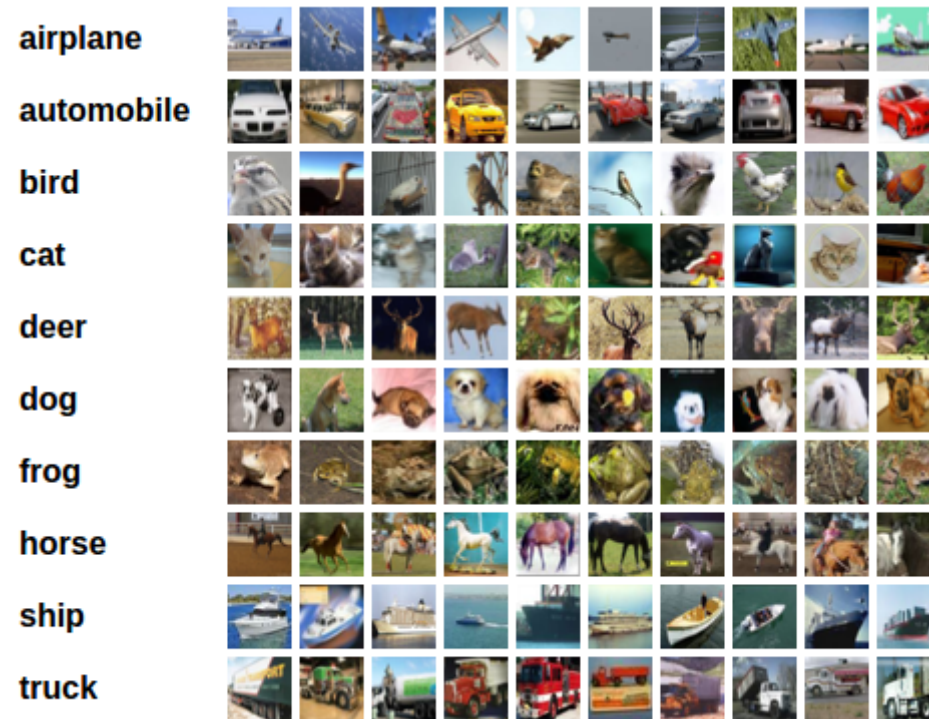 airplane
automobile
bird
cat
deer
dog
frog
horse
ship
truck